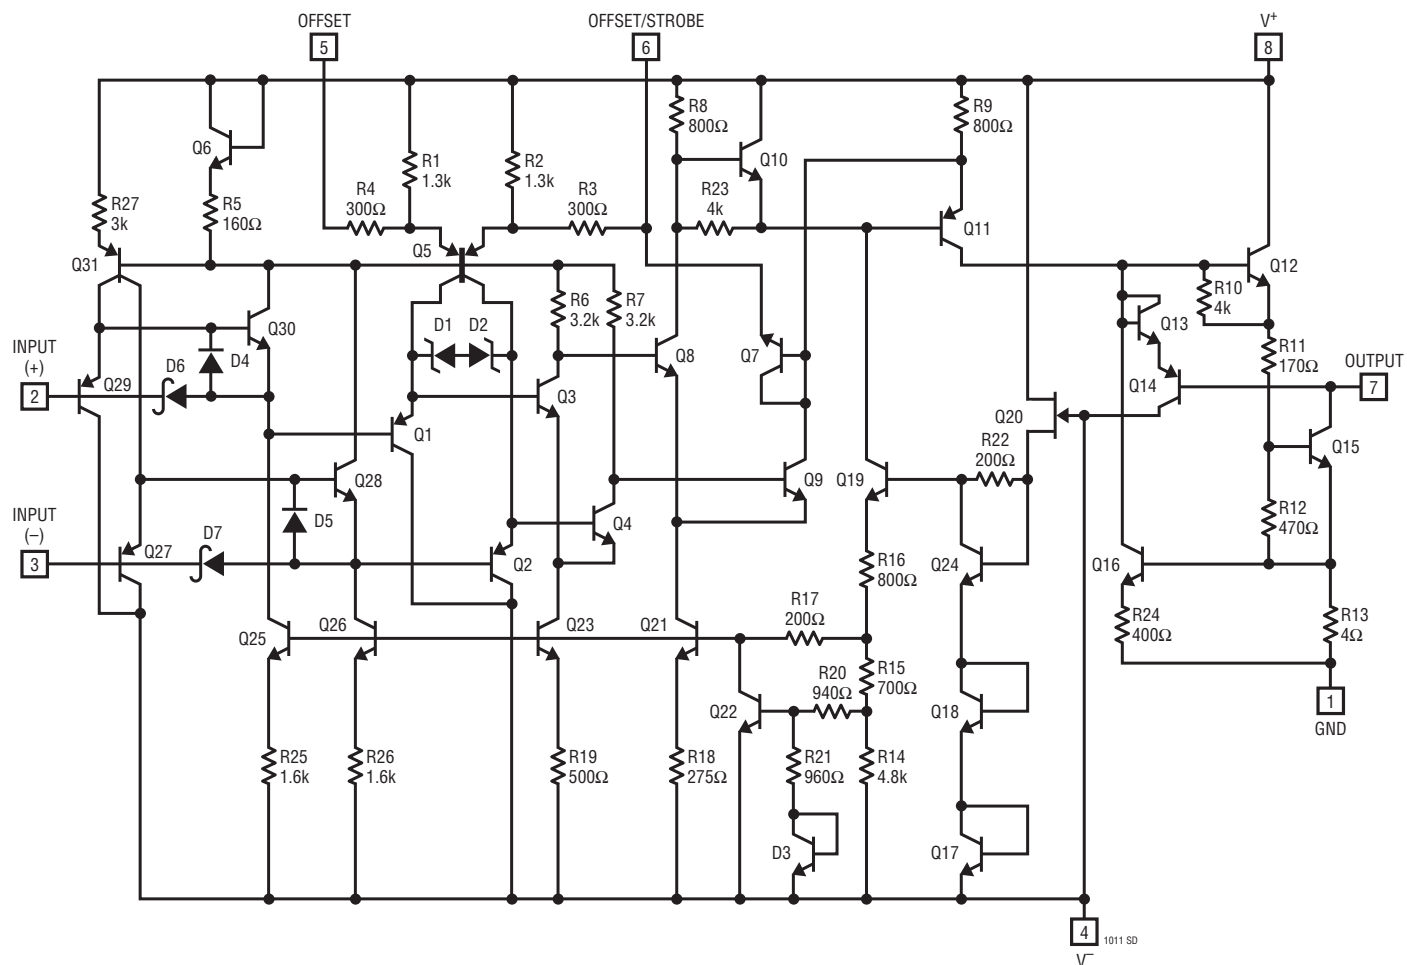 OFFSET
5
OFFSET/STROBE
6
V+
8
R8
800Ω
R9
800Ω
Q6
Q10
R1
1.3k
R2
1.3k
R27
3k
R5
160Ω
R4
300Ω
R3
300Ω
R23
4k
Q11
Q31
Q5
Q12
R6
3.2k
R7
3.2k
R10
4k
Q13
D1
D2
Q30
INPUT
(+)
2
D6
D4
Q29
Q8
Q7
R11
170Ω
OUTPUT
7
Q3
Q14
Q1
Q20
R22
200Ω
Q15
Q28
Q9
Q19
INPUT
(–)
3
D7
D5
Q4
R12
470Ω
Q27
Q2
R16
800Ω
Q24
Q16
R17
200Ω
R24
400Ω
R13
4Ω
Q25
Q26
Q23
Q21
R20
940Ω
R15
700Ω
Q22
Q18
1
GND
R25
1.6k
R26
1.6k
R19
500Ω
R18
275Ω
R21
960Ω
R14
4.8k
D3
Q17
4
1011 SD
V–